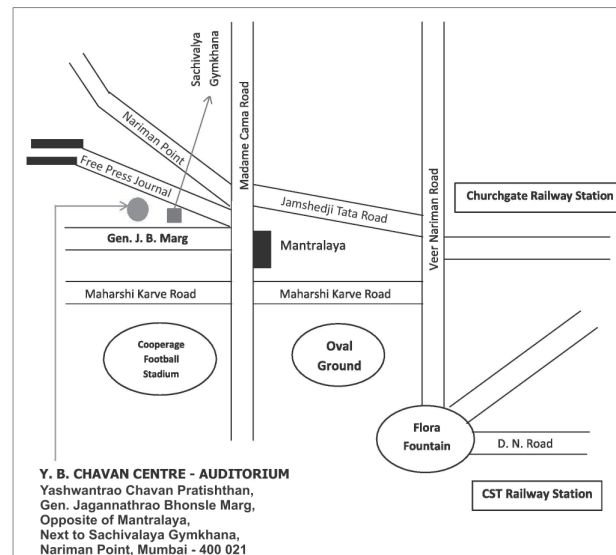 Sachivalya
Gymkhana
Nariman Point
Free Press Journal
Madame Cama Road
Jamshedji Tata Road
Veer Nariman Road
Churchgate Railway Station
Gen. J. B. Marg
Mantralaya
Maharshi Karve Road
Maharshi Karve Road
Cooperage
Football
Stadium
Oval
Ground
Flora
Fountain
D. N. Road
CST Railway Station
Y. B. CHAVAN CENTRE - AUDITORIUM
Yashwantrao Chavan Pratishthan,
Gen. Jagannathrao Bhonsle Marg,
Opposite of Mantralaya,
Next to Sachivalaya Gymkhana,
Nariman Point, Mumbai - 400 021